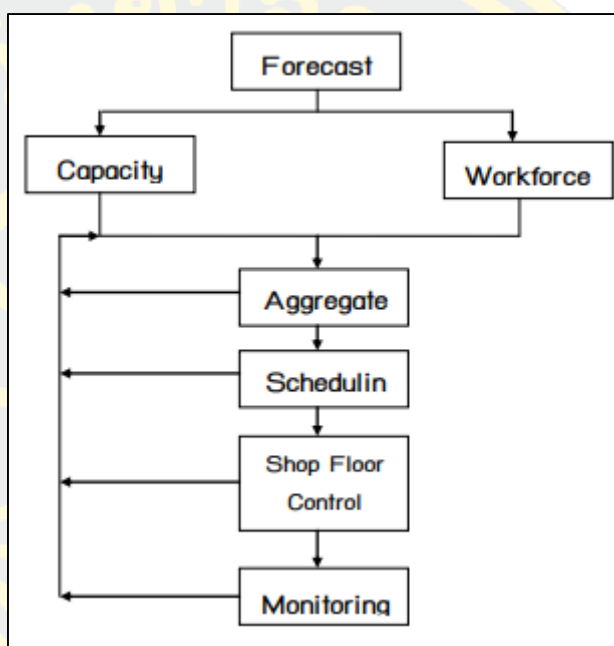 Forecast
Capacity
Workforce
Aggregate
Schedulin
Shop Floor
Control
Monitoring